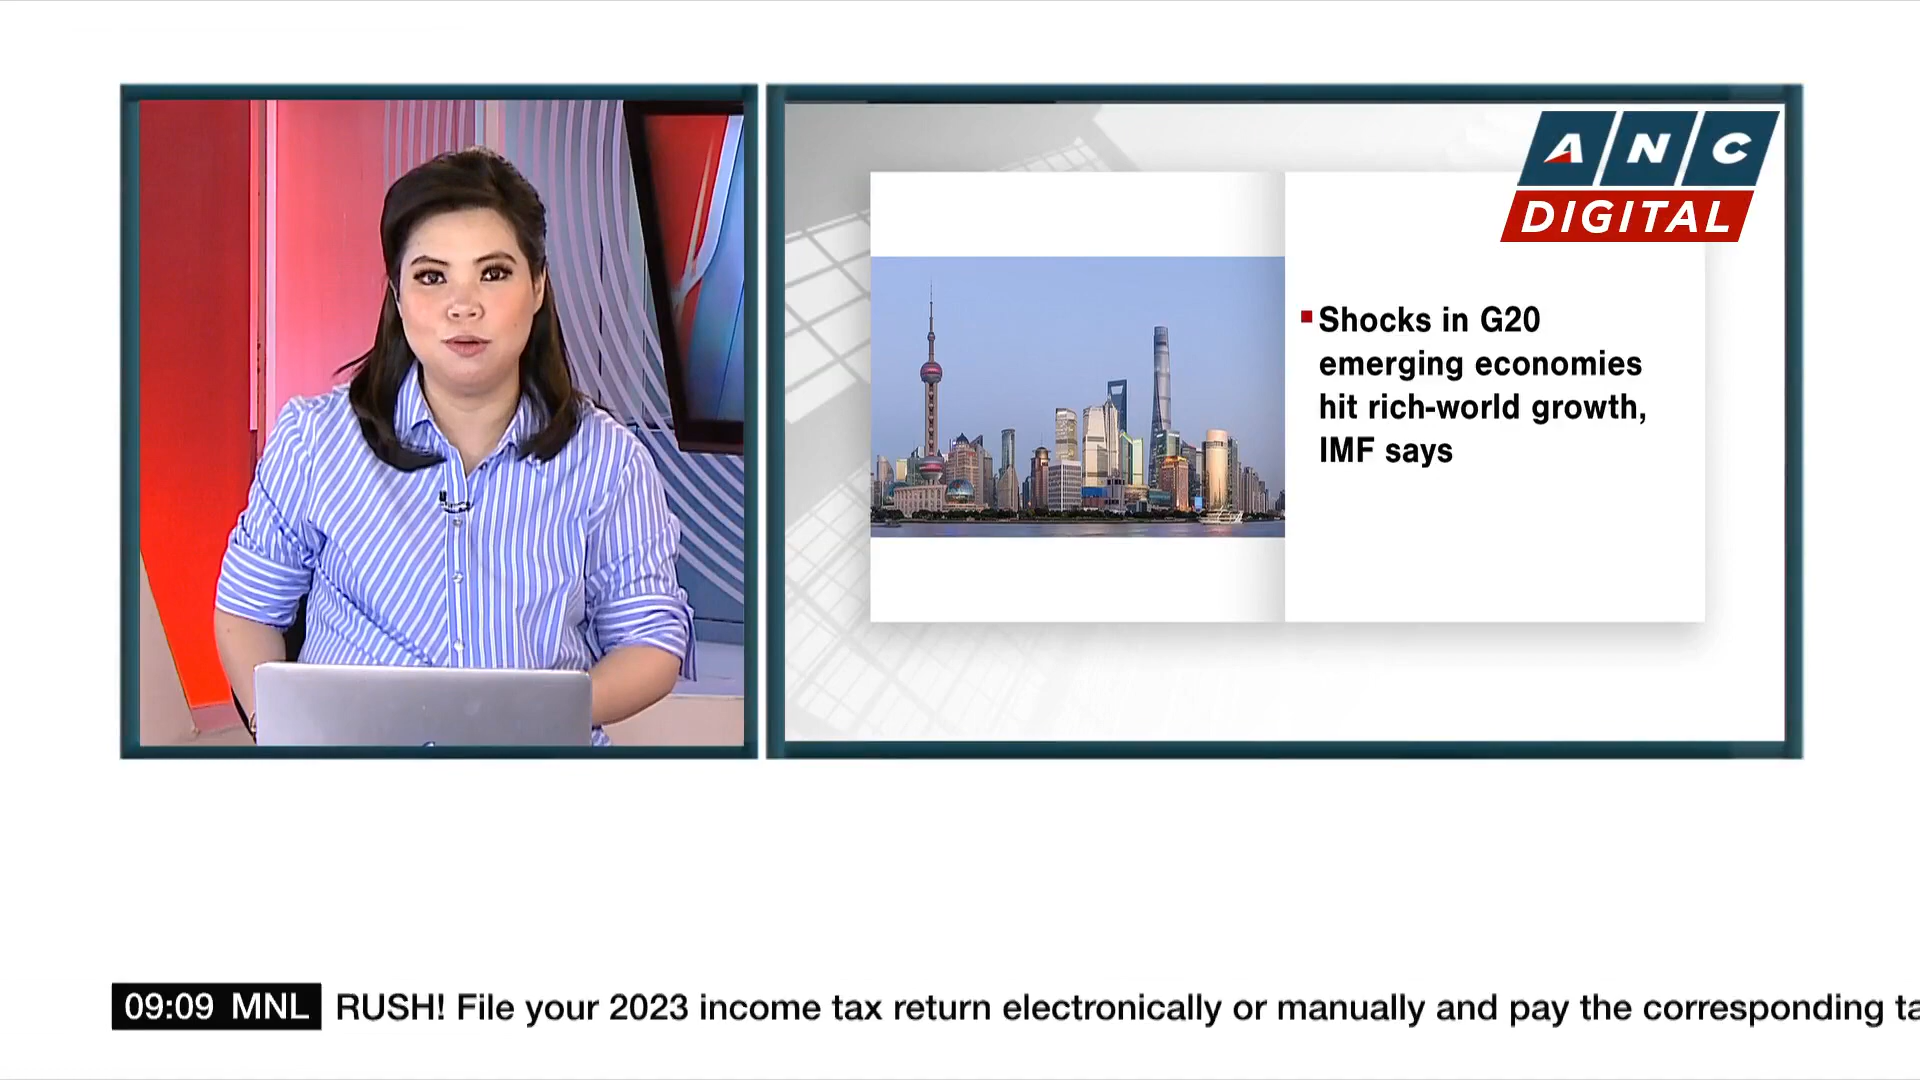 ANC
DIGITAL
Shocks in G20
emerging economies
hit rich-world growth,
IMF says
09:09 MNL RUSH! File your 2023 income tax return electronically or manually and pay the corresponding ta